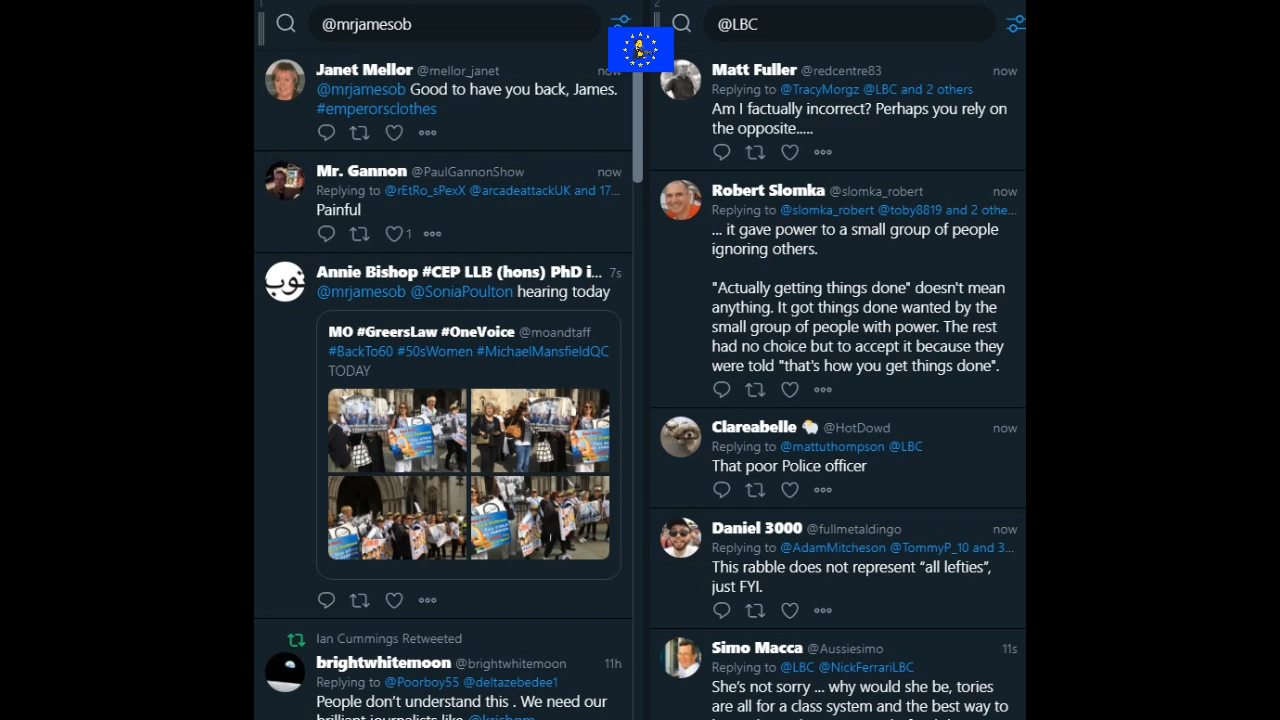 1
@mrjamesob
Janet Mellor @mellor_janet now
@mrjamesob Good to have you back, James.
#emperorsclothes
Mr. Gannon @PaulGannonShow now
Replying to @rEtRo_sPexX @arcadeattackUK and 17...
Painful
1
Annie Bishop #CEP LLB (hons) PhD i... 7s
@mrjamesob @SoniaPoulton hearing today
MO #GreersLaw #OneVoice @moandtaff
#BackTo60 #50sWomen #MichaelMansfieldQC
TODAY
Ian Cummings Retweeted
brightwhitemoon @brightwhitemoon 11h
Replying to @Poorboy55 @deltazebedee1
People don’t understand this . We need our
brilliant journalists like @krishgm
2
@LBC
Matt Fuller @redcentre83 now
Replying to @TracyMorgz @LBC and 2 others
Am I factually incorrect? Perhaps you rely on
the opposite.....
Robert Slomka @slomka_robert now
Replying to @slomka_robert @toby8819 and 2 othe...
... it gave power to a small group of people
ignoring others.
"Actually getting things done" doesn't mean
anything. It got things done wanted by the
small group of people with power. The rest
had no choice but to accept it because they
were told "that's how you get things done".
Clareabelle @HotDowd now
Replying to @mattuthompson @LBC
That poor Police officer
Daniel 3000 @fullmetaldingo now
Replying to @AdamMitcheson @TommyP_10 and 3...
This rabble does not represent “all lefties”,
just FYI.
Simo Macca @Aussiesimo 11s
Replying to @LBC @NickFerrariLBC
She’s not sorry ... why would she be, tories
are all for a class system and the best way to